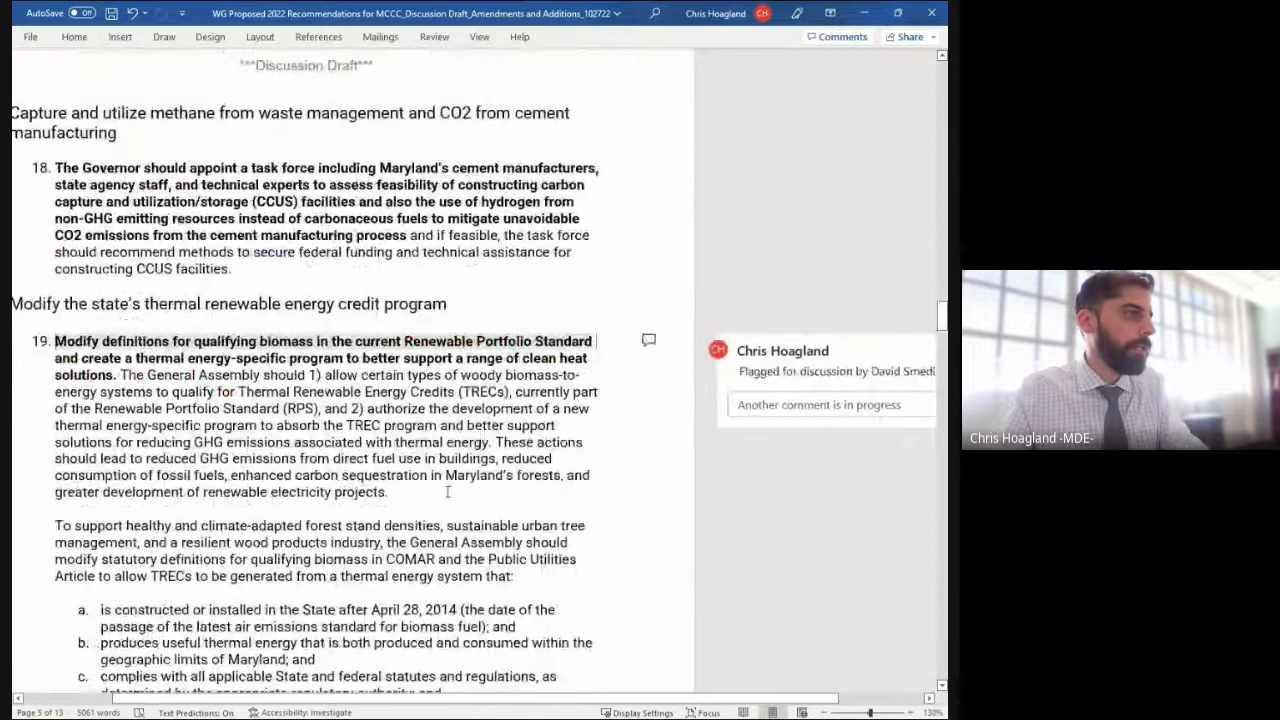 AutoSave Off
WG Proposed 2022 Recommendations for MCCC_Discussion Draft_Amendments and Additions_102722
Chris Hoagland CH
File Home Insert Draw Design Layout References Mailings Review View Help
Comments Share
***Discussion Draft***
Capture and utilize methane from waste management and CO2 from cement
manufacturing
18. The Governor should appoint a task force including Maryland's cement manufacturers,
state agency staff, and technical experts to assess feasibility of constructing carbon
capture and utilization/storage (CCUS) facilities and also the use of hydrogen from
non-GHG emitting resources instead of carbonaceous fuels to mitigate unavoidable
CO2 emissions from the cement manufacturing process and if feasible, the task force
should recommend methods to secure federal funding and technical assistance for
constructing CCUS facilities.
Modify the state's thermal renewable energy credit program
19. Modify definitions for qualifying biomass in the current Renewable Portfolio Standard
and create a thermal energy-specific program to better support a range of clean heat
solutions. The General Assembly should 1) allow certain types of woody biomass-to-
energy systems to qualify for Thermal Renewable Energy Credits (TRECs), currently part
of the Renewable Portfolio Standard (RPS), and 2) authorize the development of a new
thermal energy-specific program to absorb the TREC program and better support
solutions for reducing GHG emissions associated with thermal energy. These actions
should lead to reduced GHG emissions from direct fuel use in buildings, reduced
consumption of fossil fuels, enhanced carbon sequestration in Maryland's forests, and
greater development of renewable electricity projects.
To support healthy and climate-adapted forest stand densities, sustainable urban tree
management, and a resilient wood products industry, the General Assembly should
modify statutory definitions for qualifying biomass in COMAR and the Public Utilities
Article to allow TRECs to be generated from a thermal energy system that:
a. is constructed or installed in the State after April 28, 2014 (the date of the
passage of the latest air emissions standard for biomass fuel); and
b. produces useful thermal energy that is both produced and consumed within the
geographic limits of Maryland; and
c. complies with all applicable State and federal statutes and regulations, as
determined by the appropriate regulatory authority; and
CH Chris Hoagland
Flagged for discussion by David Smedl
Another comment is in progress
Chris Hoagland -MDE-
Page 5 of 13 5061 words Text Predictions: On Accessibility: Investigate
Display Settings Focus 130%